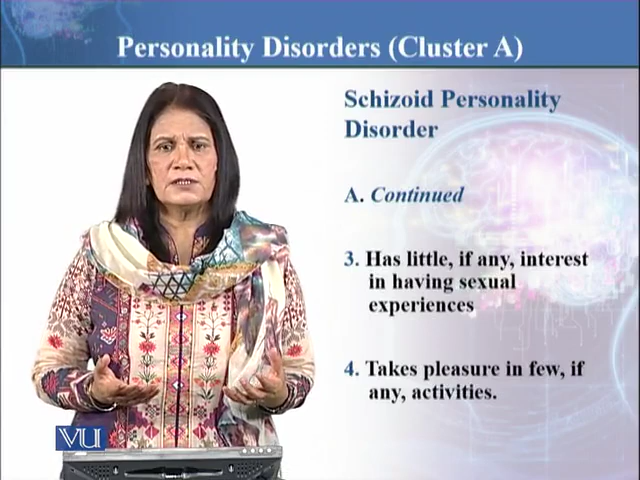 Personality Disorders (Cluster A)
Schizoid Personality
Disorder
A. Continued
3. Has little, if any, interest
in having sexual
experiences
4. Takes pleasure in few, if
any, activities.
VU